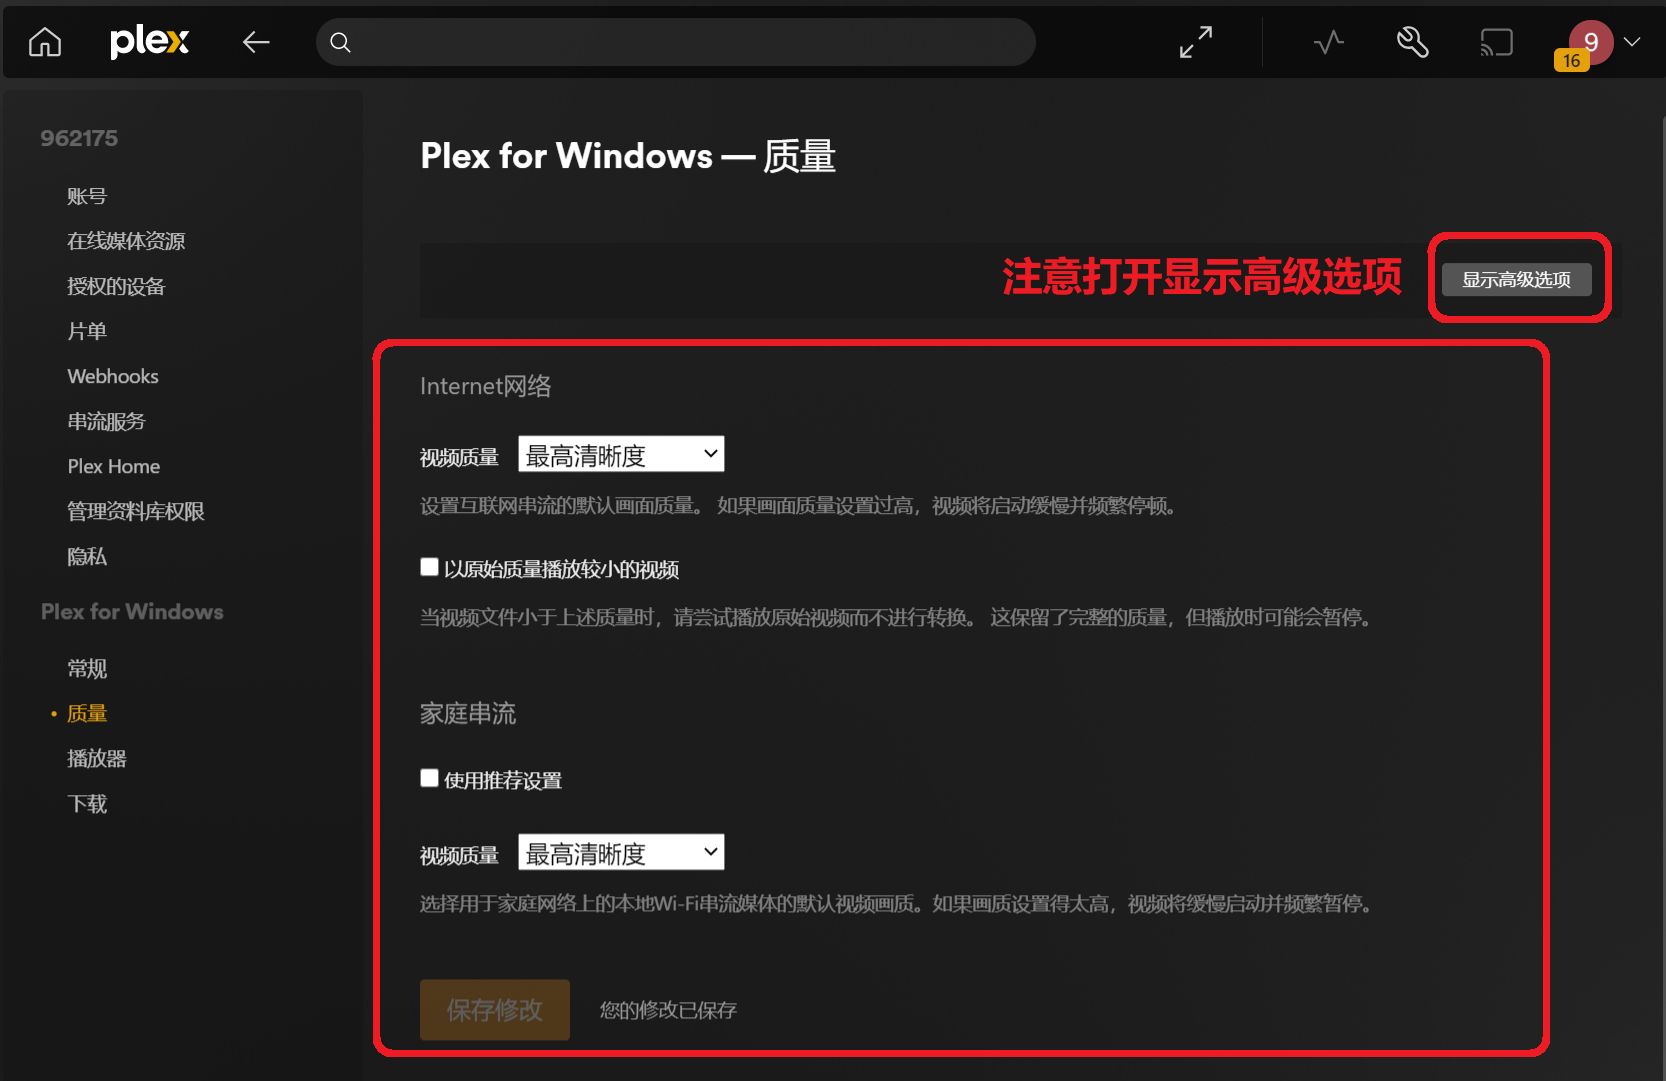 plex
9
16
962175
账号
在线媒体资源
授权的设备
片单
Webhooks
串流服务
Plex Home
管理资料库权限
隐私
Plex for Windows
常规
质量
播放器
下载
Plex for Windows — 质量
注意打开显示高级选项
显示高级选项
Internet网络
视频质量 最高清晰度
设置互联网串流的默认画面质量。 如果画面质量设置过高，视频将启动缓慢并频繁停顿。
以原始质量播放较小的视频
当视频文件小于上述质量时，请尝试播放原始视频而不进行转换。 这保留了完整的质量，但播放时可能会暂停。
家庭串流
使用推荐设置
视频质量 最高清晰度
选择用于家庭网络上的本地Wi-Fi串流媒体的默认视频画质。如果画质设置得太高，视频将缓慢启动并频繁暂停。
保存修改 您的修改已保存